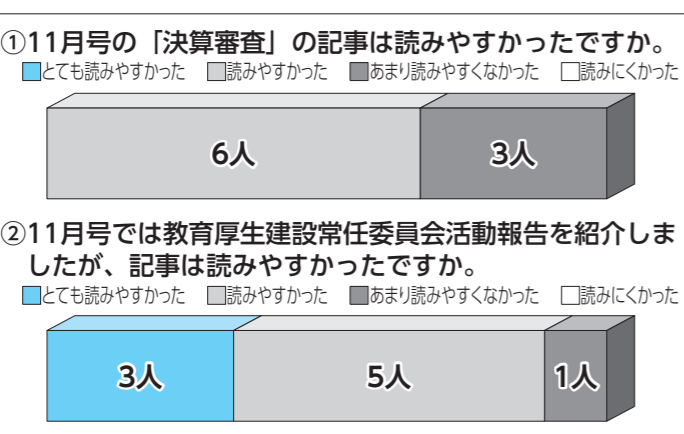 ①11月号の「決算審査」の記事は読みやすかったですか。
とても読みやすかった 読みやすかった あまり読みやすくなかった 読みにくかった
6人 3人
②11月号では教育厚生建設常任委員会活動報告を紹介しま
したが、記事は読みやすかったですか。
とても読みやすかった 読みやすかった あまり読みやすくなかった 読みにくかった
3人 5人 1人